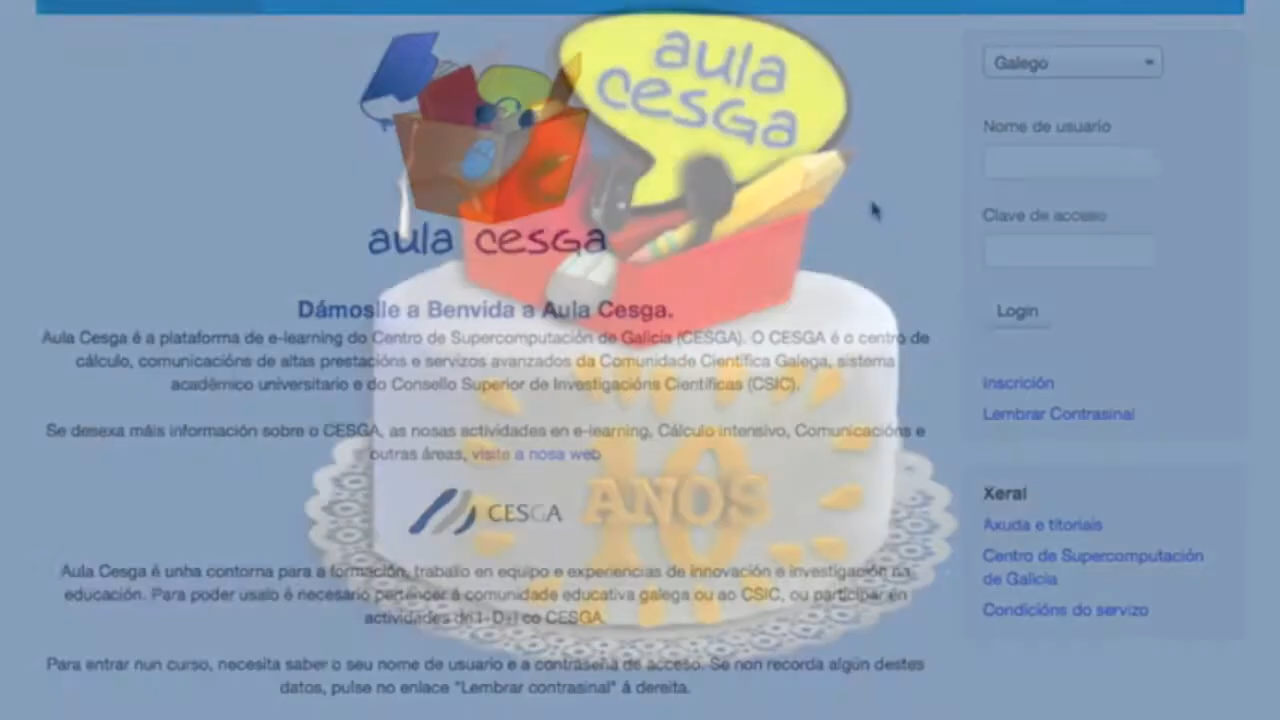 aula
cesga
aula cesga
Dámoslle a Benvida a Aula Cesga.
Aula Cesga é a plataforma de e-learning do Centro de Supercomputación de Galicia (CESGA). O CESGA é o centro de
cálculo, comunicacións de altas prestacións e servizos avanzados da Comunidade Científica Galega, sistema
académico universitario e do Consello Superior de Investigacións Científicas (CSIC).
Se desexa máis información sobre o CESGA, as nosas actividades en e-learning, Cálculo intensivo, Comunicacións e
outras áreas, visite a nosa web
CESGA
10
ANOS
10
Aula Cesga é unha contorna para a formación, traballo en equipo e experiencias de innovación e investigación na
educación. Para poder usalo é necesario pertencer á comunidade educativa galega ou ao CSIC, ou participar en
actividades de I+D+I co CESGA.
Para entrar nun curso, necesita saber o seu nome de usuario e a contraseña de acceso. Se non recorda algún destes
datos, pulse no enlace "Lembrar contrasinal" á dereita.
Galego
Nome de usuario
Clave de acceso
Login
Inscrición
Lembrar Contrasinal
Xeral
Axuda e titoriais
Centro de Supercomputación
de Galicia
Condicións do servizo